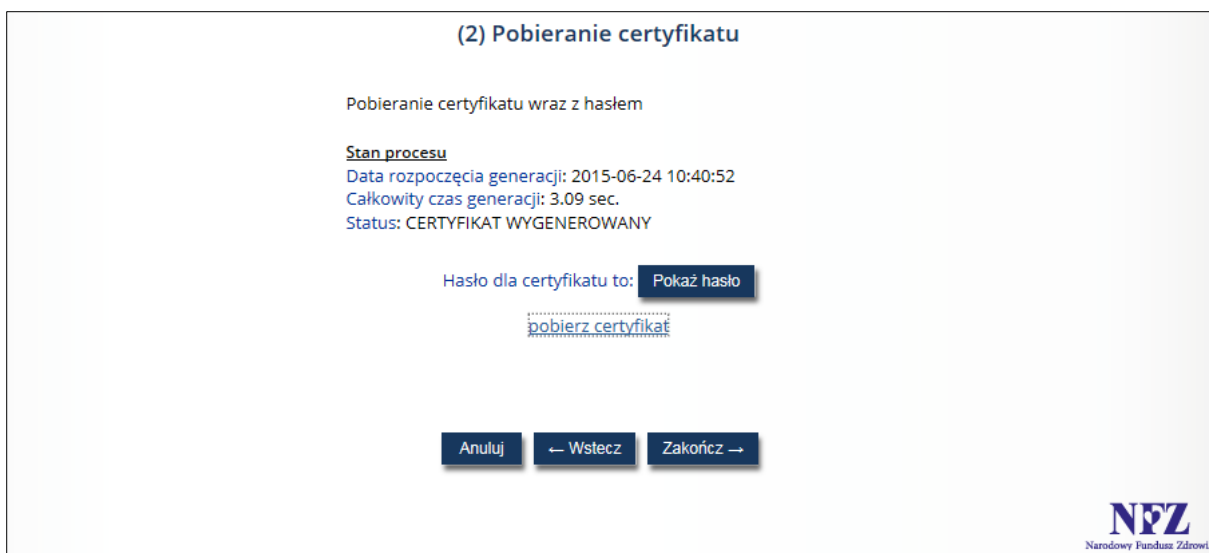 (2) Pobieranie certyfikatu
Pobieranie certyfikatu wraz z hasłem
Stan procesu
Data rozpoczęcia generacji: 2015-06-24 10:40:52
Całkowity czas generacji: 3.09 sec.
Status: CERTYFIKAT WYGENEROWANY
Hasło dla certyfikatu to: Pokaż hasło
pobierz certyfikat
Anuluj ← Wstecz Zakończ →
NFZ
Narodowy Fundusz Zdrowi